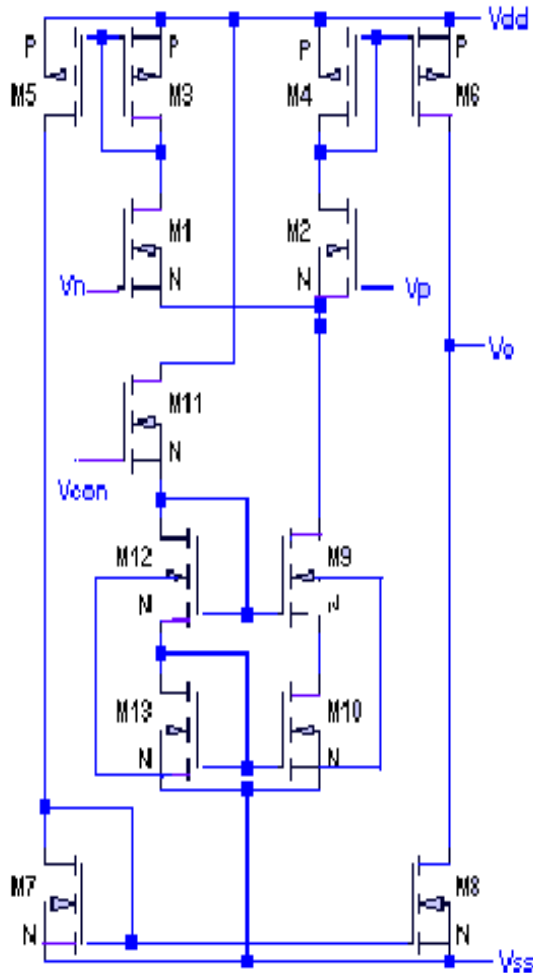 Vdd
P P P P
M5 M3 M4 M6
M1 M2
Vn N N Vp
Vo
M11
N
Vcon
M12 M9
N N
M13 M10
N N
M7 M8
N N
Vss